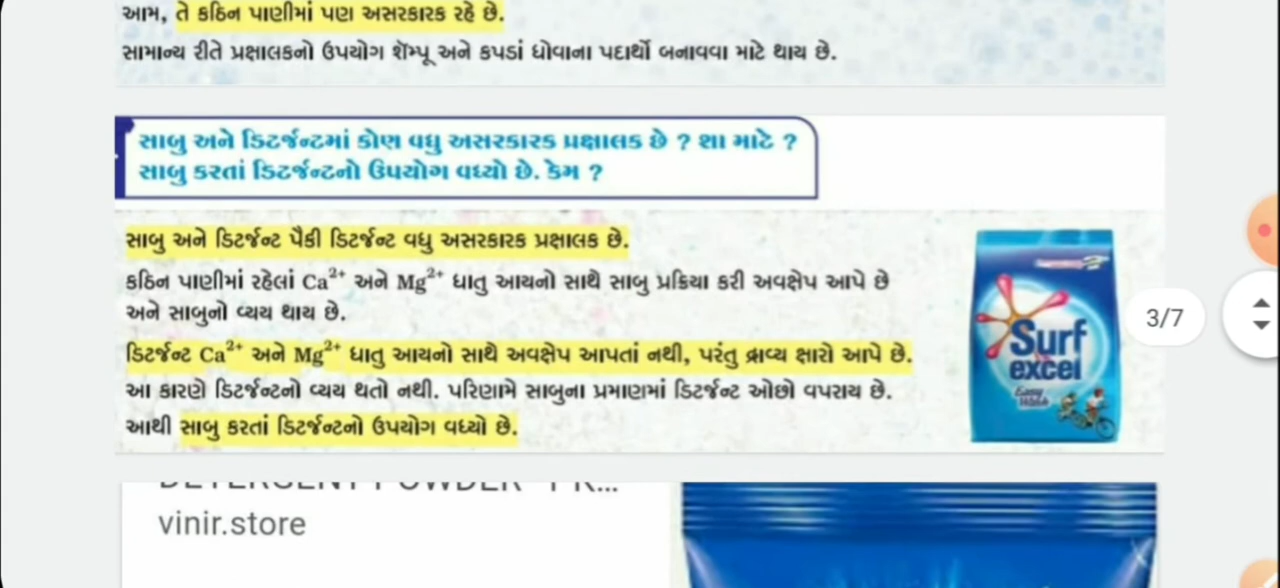 આમ, તે કઠિન પાણીમાં પણ અસરકારક રહે છે.
સામાન્ય રીતે પ્રક્ષાલકનો ઉપયોગ શૅમ્પૂ અને કપડાં ધોવાના પદાર્થો બનાવવા માટે થાય છે.
સાબુ અને ડિટર્જન્ટમાં કોણ વધુ અસરકારક પ્રક્ષાલક છે ? શા માટે ?
સાબુ કરતાં ડિટર્જન્ટનો ઉપયોગ વધ્યો છે. કેમ ?
સાબુ અને ડિટર્જન્ટ પૈકી ડિટર્જન્ટ વધુ અસરકારક પ્રક્ષાલક છે.
કઠિન પાણીમાં રહેલાં Ca²⁺ અને Mg²⁺ ધાતુ આયનો સાથે સાબુ પ્રક્રિયા કરી અવક્ષેપ આપે છે
અને સાબુનો વ્યય થાય છે.
ડિટર્જન્ટ Ca²⁺ અને Mg²⁺ ધાતુ આયનો સાથે અવક્ષેપ આપતાં નથી, પરંતુ દ્રાવ્ય ક્ષારો આપે છે.
આ કારણે ડિટર્જન્ટનો વ્યય થતો નથી. પરિણામે સાબુના પ્રમાણમાં ડિટર્જન્ટ ઓછો વપરાય છે.
આથી સાબુ કરતાં ડિટર્જન્ટનો ઉપયોગ વધ્યો છે.
Surf
excel
Easy
Wash
3/7
DETERGENT POWDER
vinir.store